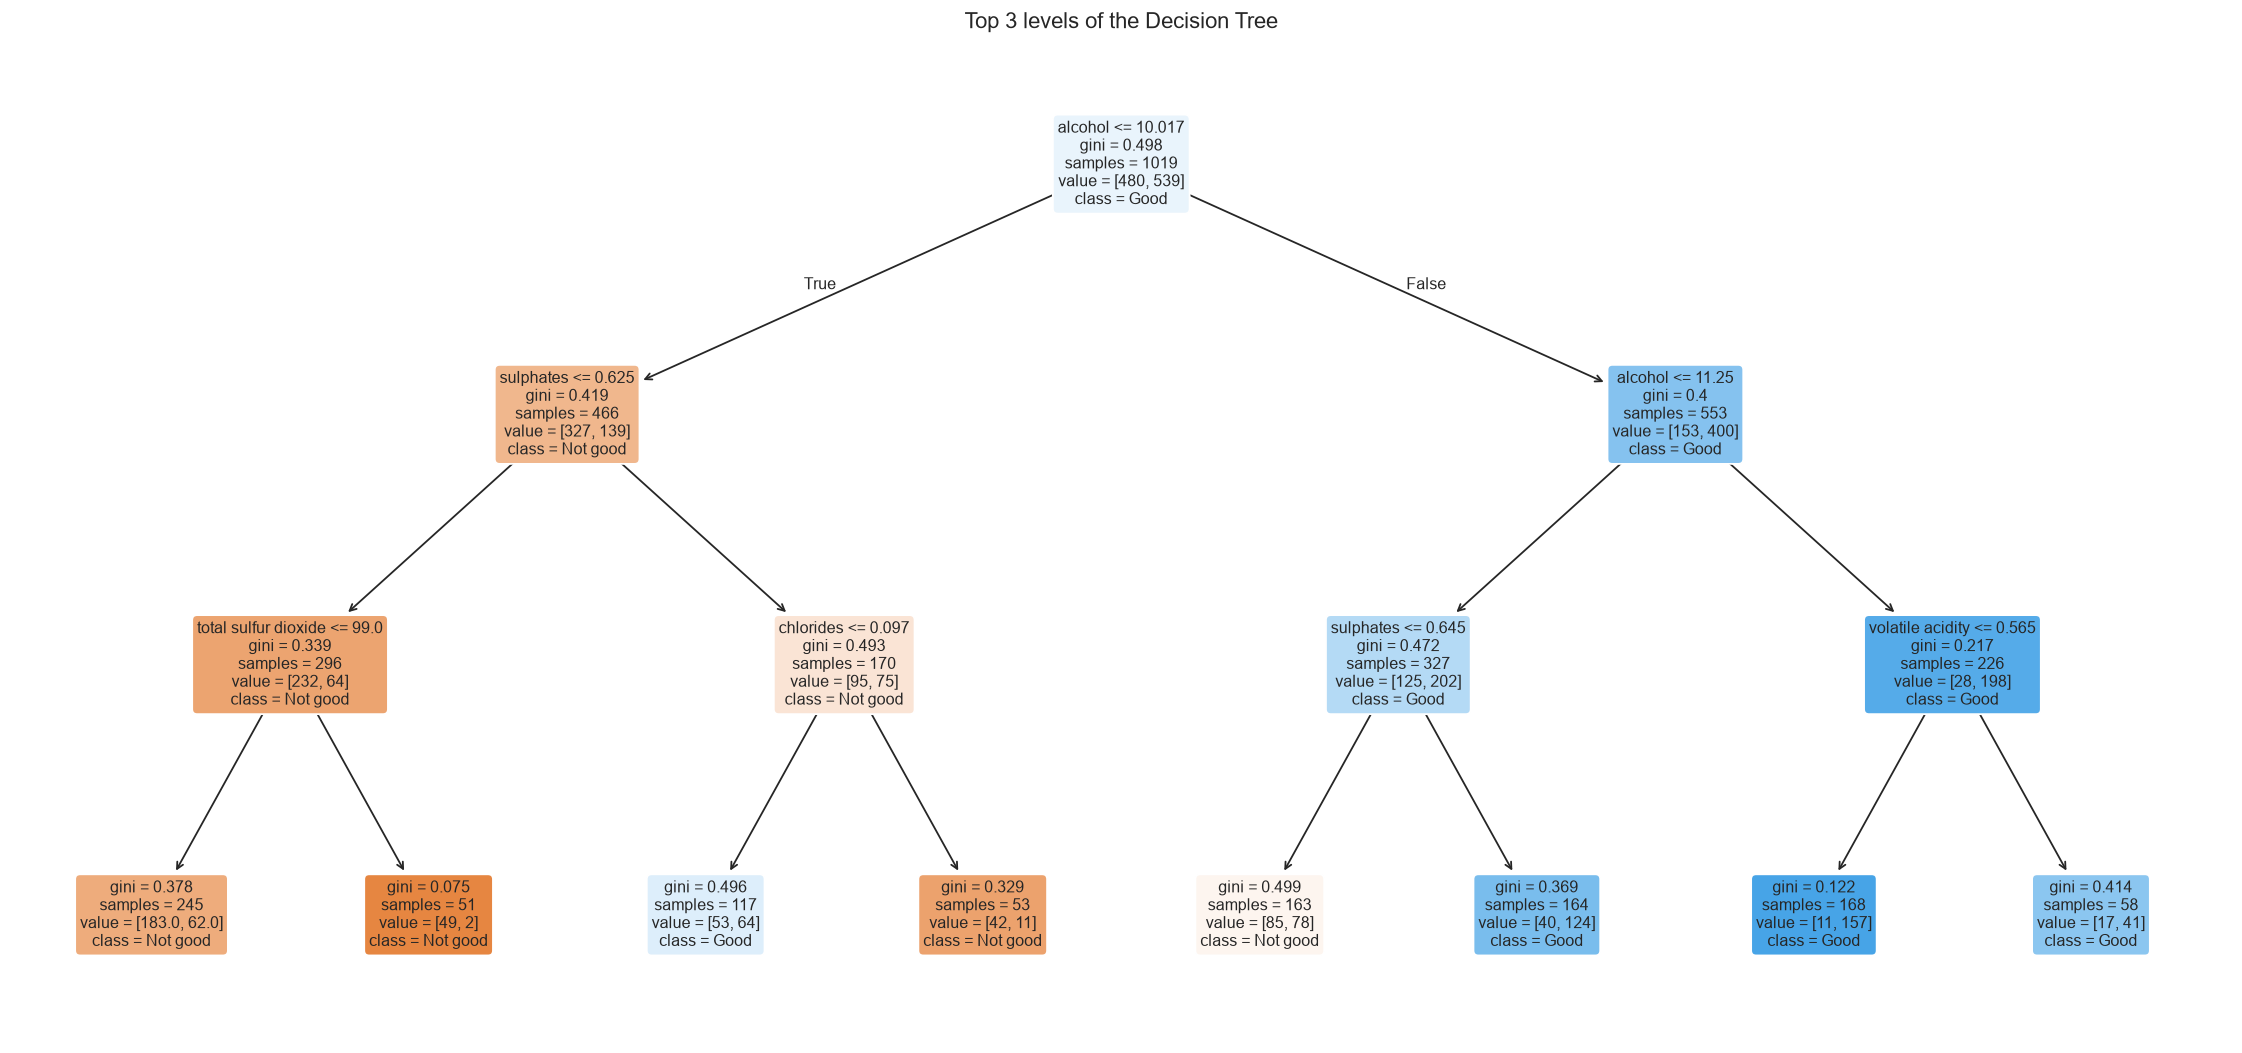 Top 3 levels of the Decision Tree
alcohol <= 10.017
gini = 0.498
samples = 1019
value = [480, 539]
class = Good
True
False
sulphates <= 0.625
gini = 0.419
samples = 466
value = [327, 139]
class = Not good
alcohol <= 11.25
gini = 0.4
samples = 553
value = [153, 400]
class = Good
total sulfur dioxide <= 99.0
gini = 0.339
samples = 296
value = [232, 64]
class = Not good
chlorides <= 0.097
gini = 0.493
samples = 170
value = [95, 75]
class = Not good
sulphates <= 0.645
gini = 0.472
samples = 327
value = [125, 202]
class = Good
volatile acidity <= 0.565
gini = 0.217
samples = 226
value = [28, 198]
class = Good
gini = 0.378
samples = 245
value = [183.0, 62.0]
class = Not good
gini = 0.075
samples = 51
value = [49, 2]
class = Not good
gini = 0.496
samples = 117
value = [53, 64]
class = Good
gini = 0.329
samples = 53
value = [42, 11]
class = Not good
gini = 0.499
samples = 163
value = [85, 78]
class = Not good
gini = 0.369
samples = 164
value = [40, 124]
class = Good
gini = 0.122
samples = 168
value = [11, 157]
class = Good
gini = 0.414
samples = 58
value = [17, 41]
class = Good